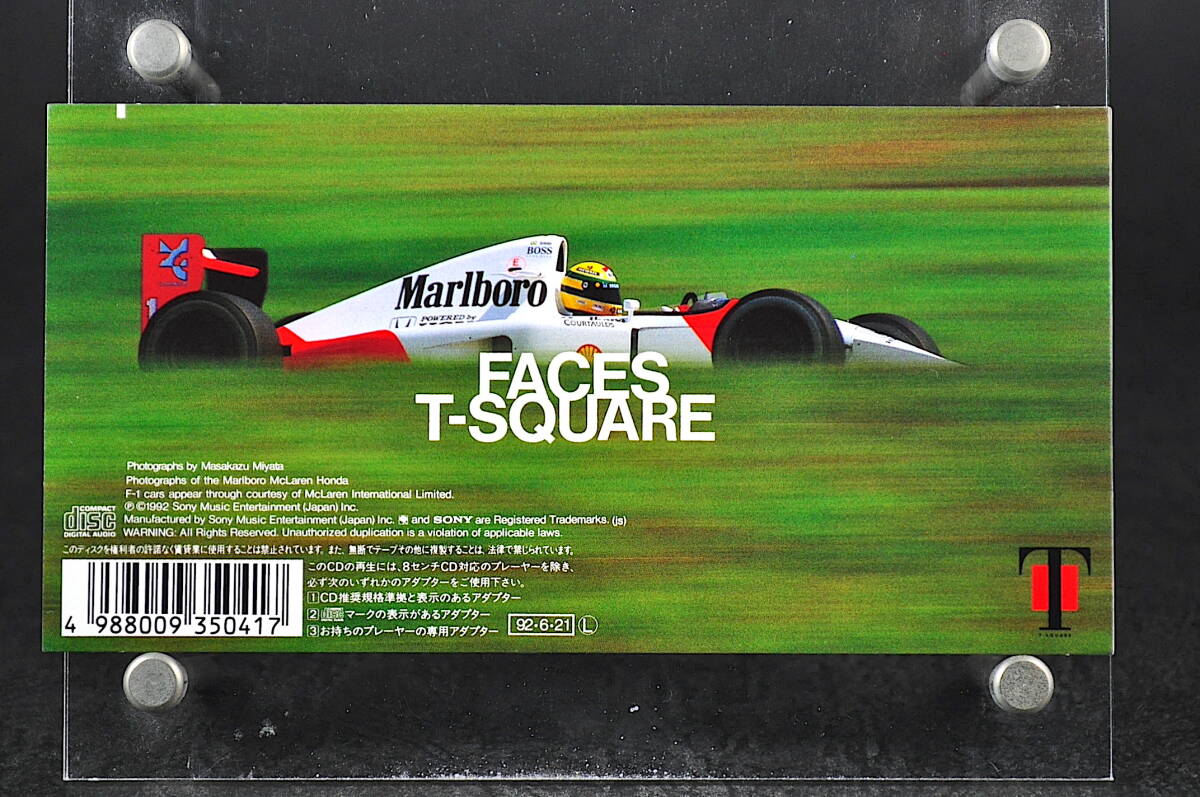 BOSS
Marlboro
POWERED by
COURTAULDS
1
FACES
T-SQUARE
Photographs by Masakazu Miyata
Photographs of the Marlboro McLaren Honda
F-1 cars appear through courtesy of McLaren International Limited.
Ⓟ©1992 Sony Music Entertainment (Japan) Inc.
Manufactured by Sony Music Entertainment (Japan) Inc. and SONY are Registered Trademarks. (js)
WARNING: All Rights Reserved. Unauthorized duplication is a violation of applicable laws.
COMPACT
disc
DIGITAL AUDIO
このディスクを権利者の許諾なく賃貸業に使用することは禁止されています。また、無断でテープその他に複製することは、法律で禁じられています。
このCDの再生には、8センチCD対応のプレーヤーを除き、
必ず次のいずれかのアダプターをご使用下さい。
1 CD推奨規格準拠と表示のあるアダプター
2 disc マークの表示があるアダプター
3 お持ちのプレーヤーの専用アダプター
92・6・21 L
4 988009 350417
T
T-SQUARE